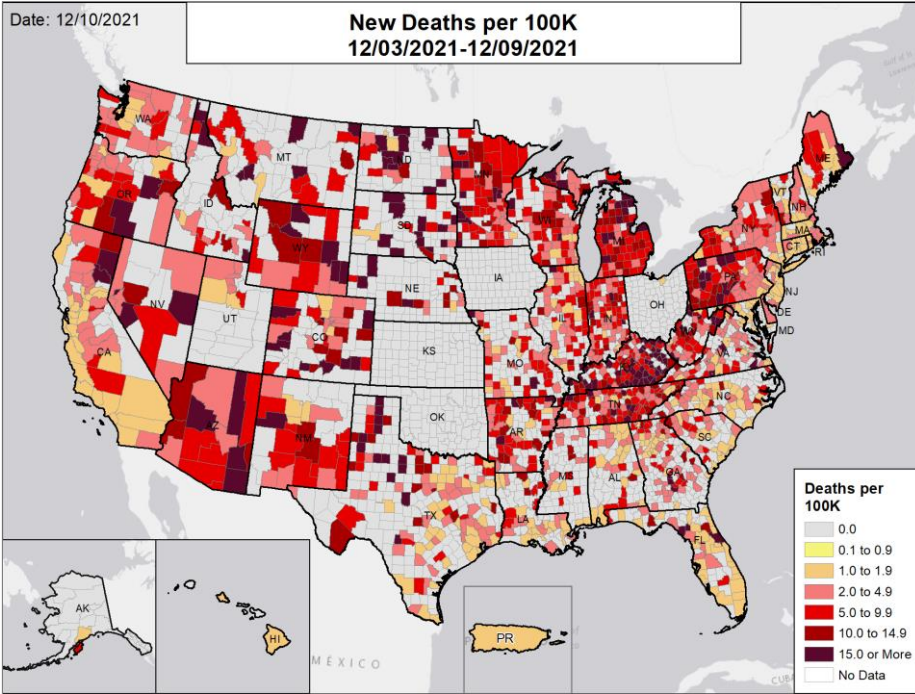 Date: 12/10/2021
New Deaths per 100K
12/03/2021-12/09/2021
WA
MT
ND
MN
ME
OR
ID
SD
WI
MI
VT
NH
NY
MA
CT
RI
WY
NE
IA
PA
NJ
NV
UT
CO
IL
IN
OH
DE
MD
WV
VA
CA
KS
MO
KY
NC
TN
AZ
NM
OK
AR
SC
MS
AL
GA
TX
LA
FL
AK
HI
PR
MÉXICO
CUBA
Deaths per
100K
0.0
0.1 to 0.9
1.0 to 1.9
2.0 to 4.9
5.0 to 9.9
10.0 to 14.9
15.0 or More
No Data